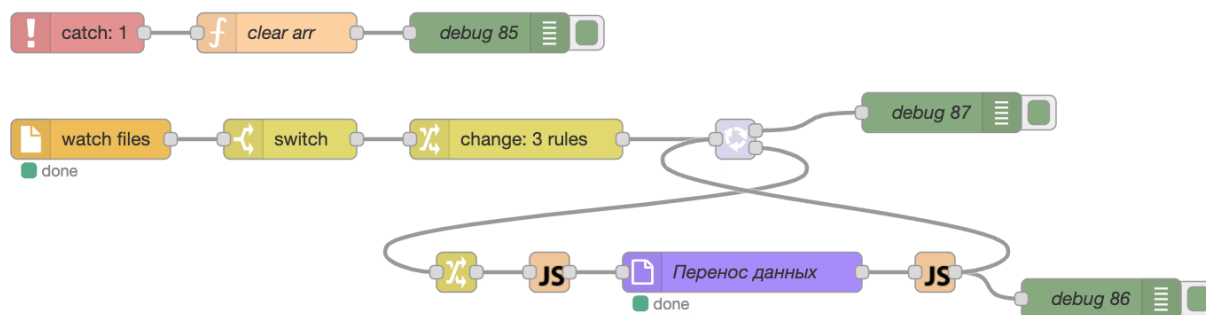 catch: 1
clear arr
debug 85
debug 87
watch files
switch
change: 3 rules
done
JS
Перенос данных
JS
done
debug 86